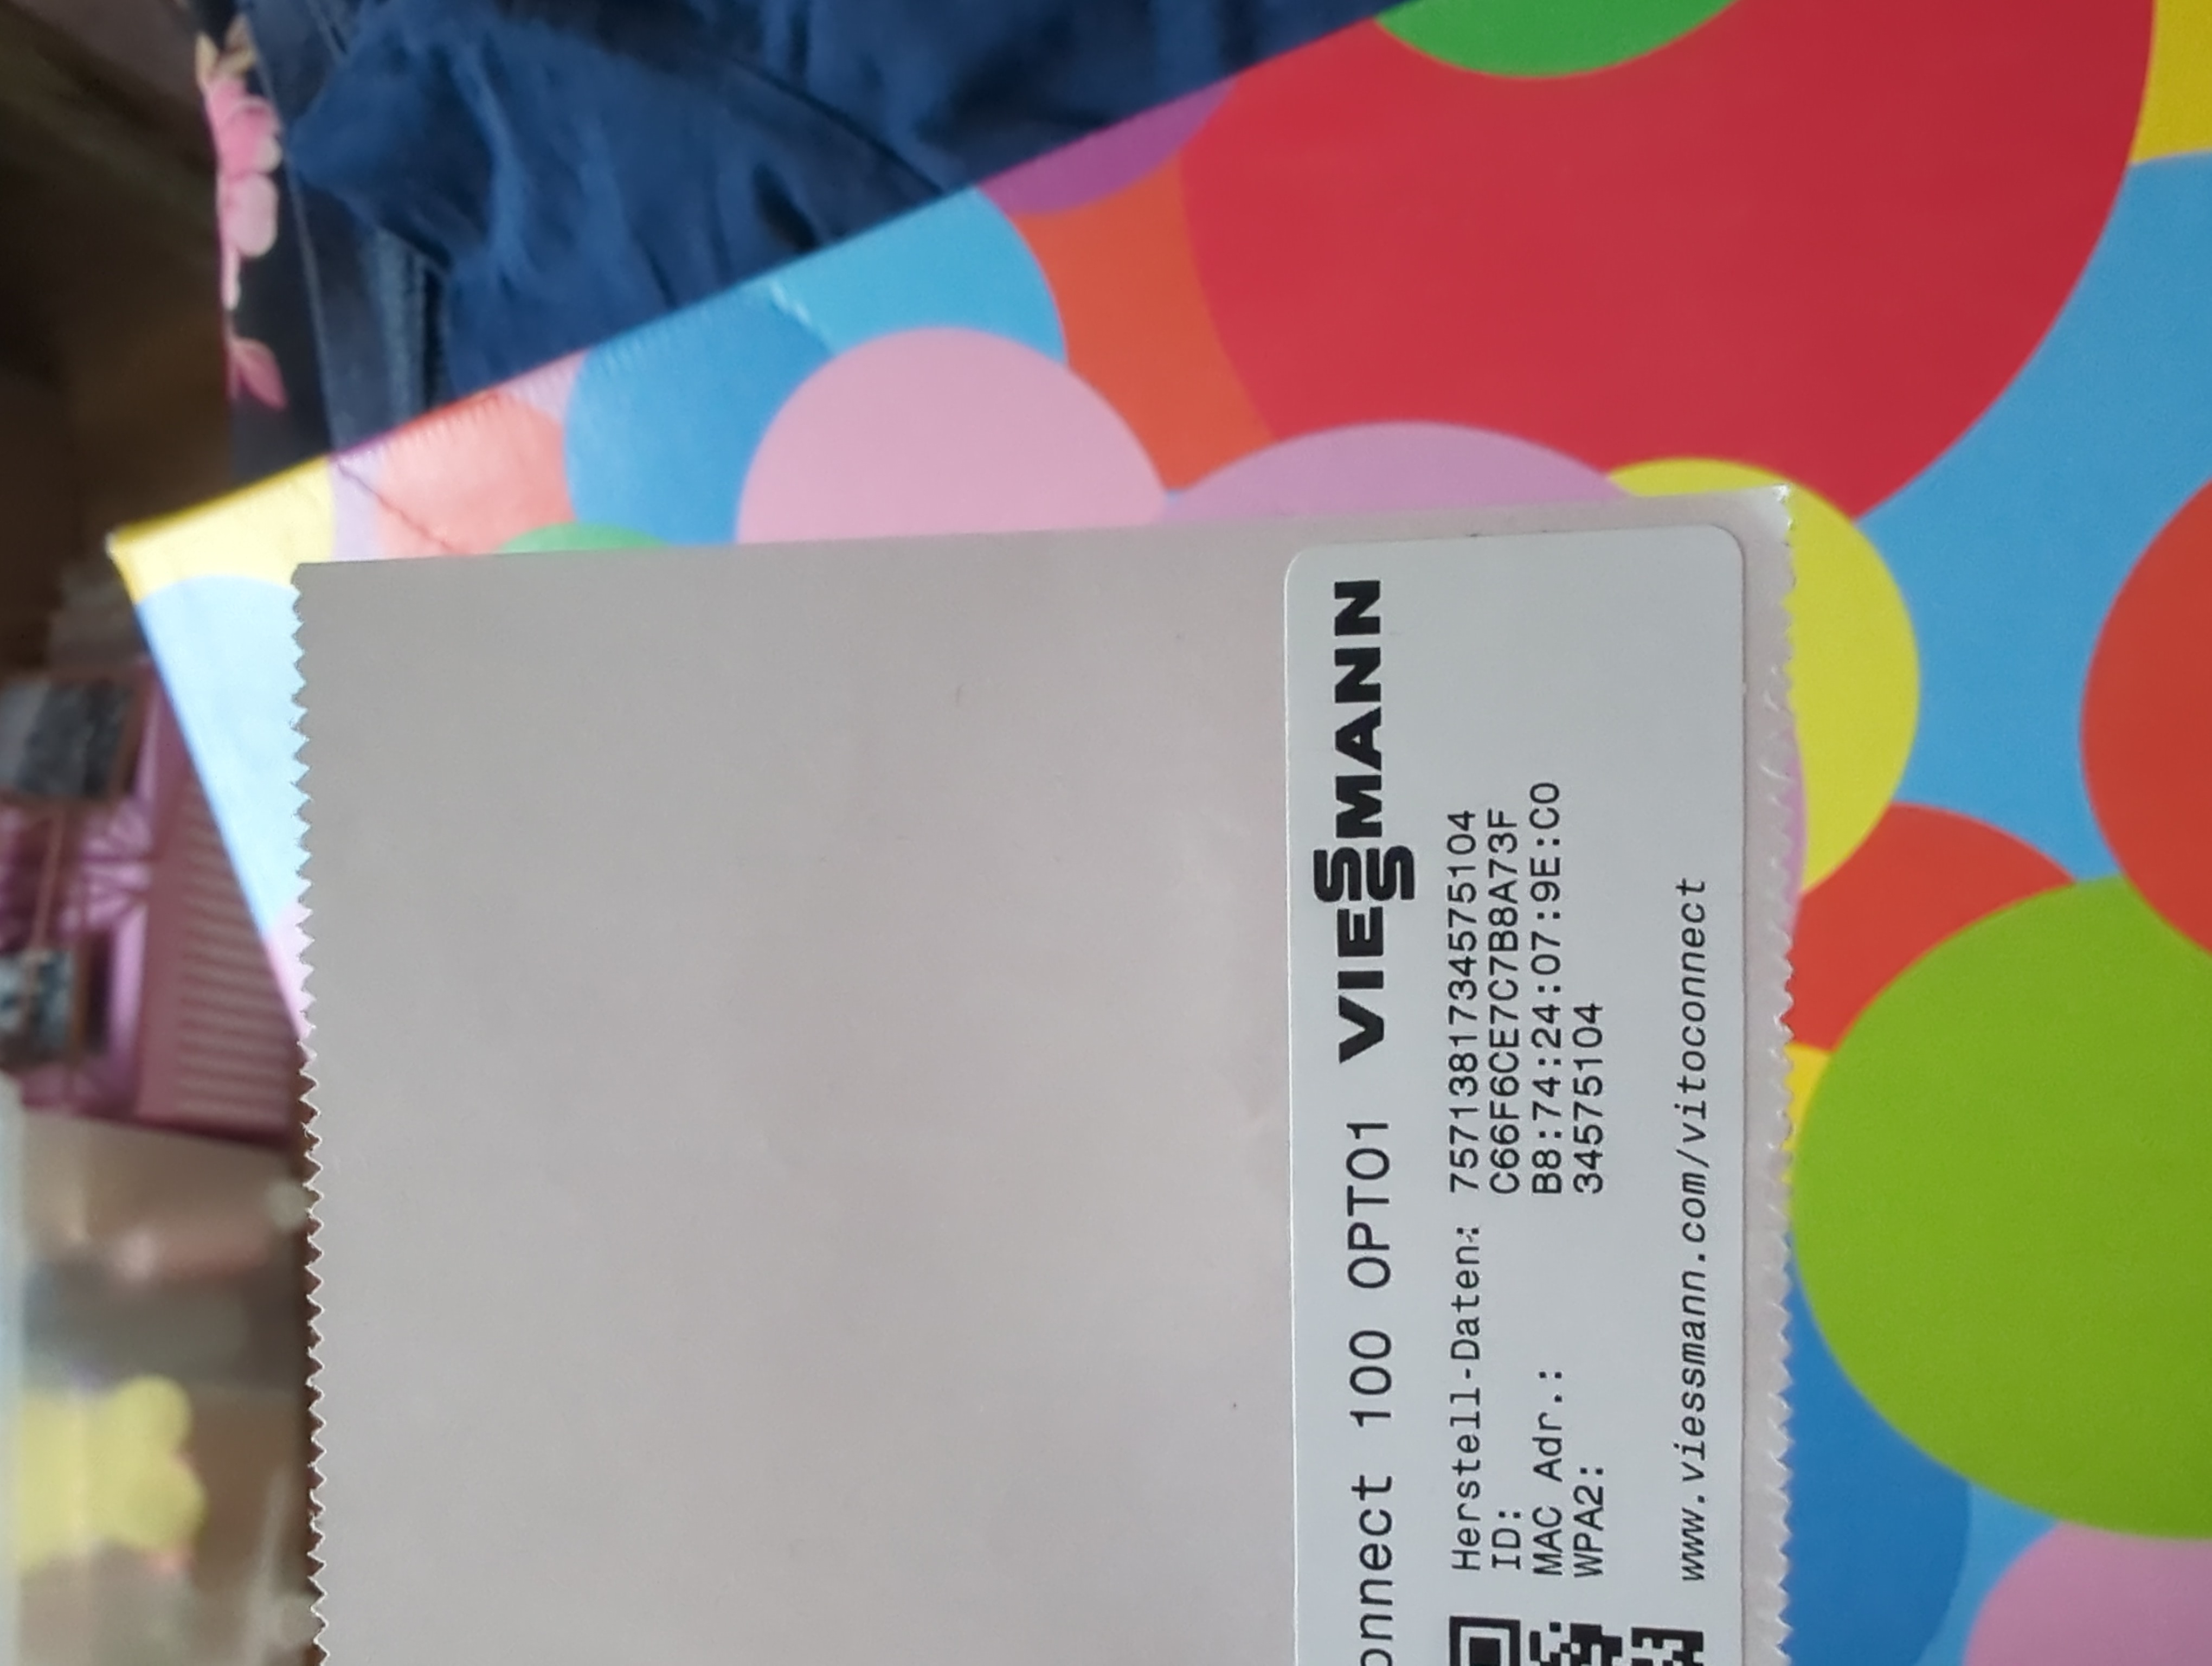 onnect 100 OPTO1 VIESSMANN
Herstell-Daten: 7571381734575104
ID: C66F6CE7C7B8A73F
MAC Adr.: B8:74:24:07:9E:C0
WPA2: 34575104
www.viessmann.com/vitoconnect